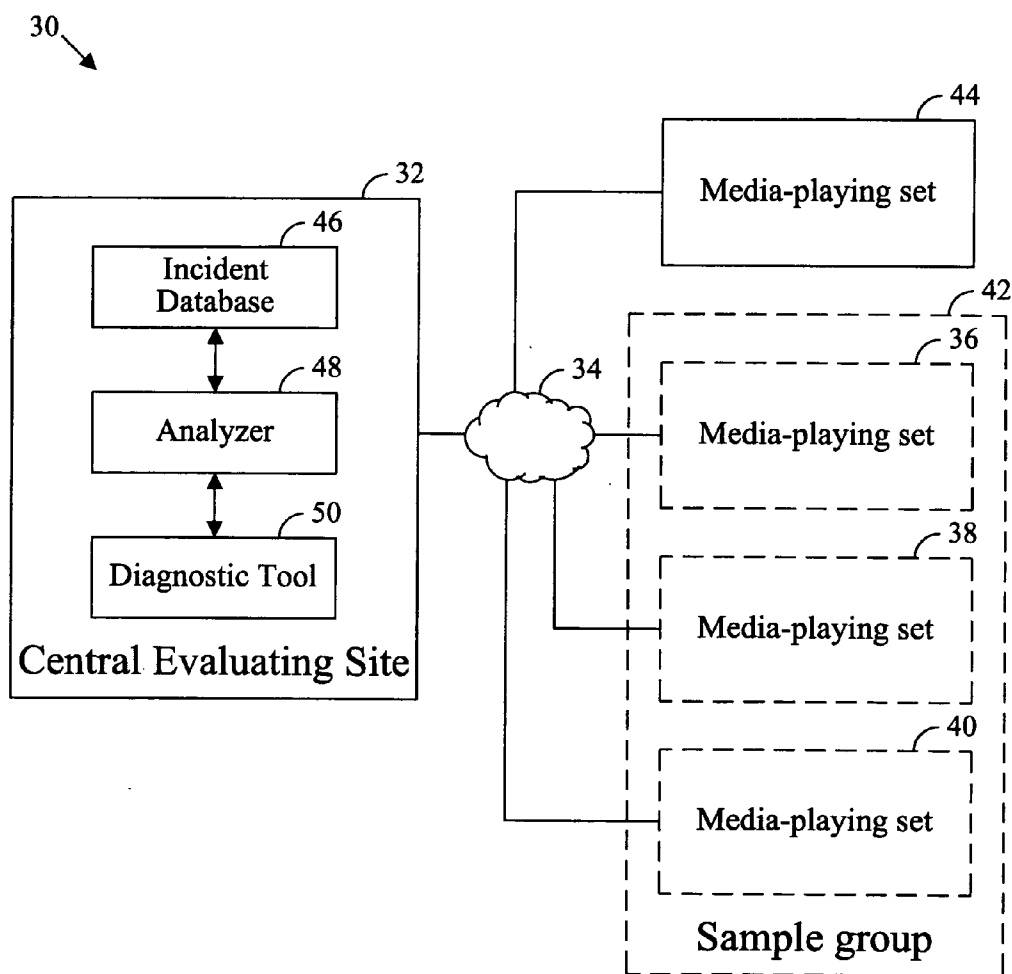 30
44
Media-playing set
32
46
Incident
Database
48
Analyzer
50
Diagnostic Tool
Central Evaluating Site
34
42
36
Media-playing set
38
Media-playing set
40
Media-playing set
Sample group